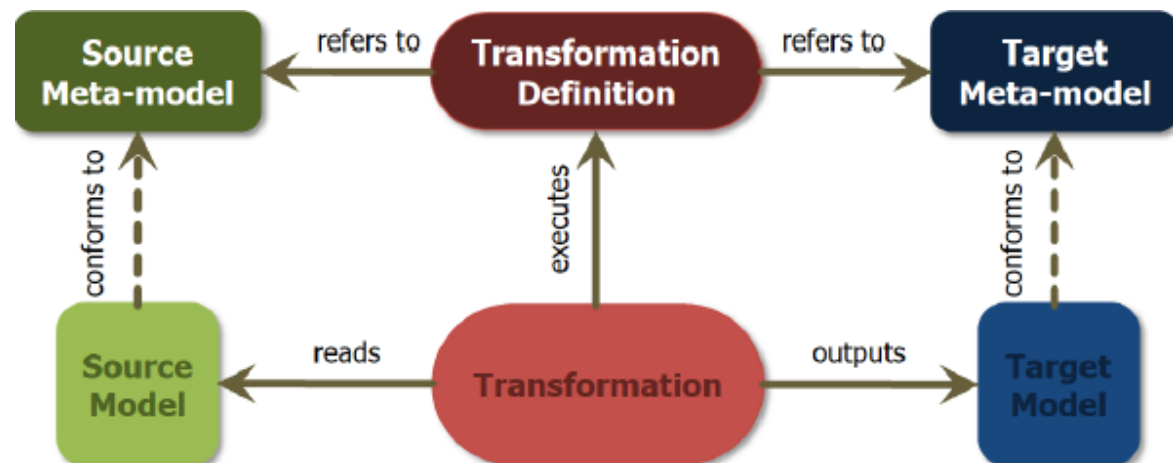 Source
Meta-model
refers to
Transformation
Definition
refers to
Target
Meta-model
conforms to
executes
conforms to
Source
Model
reads
Transformation
outputs
Target
Model